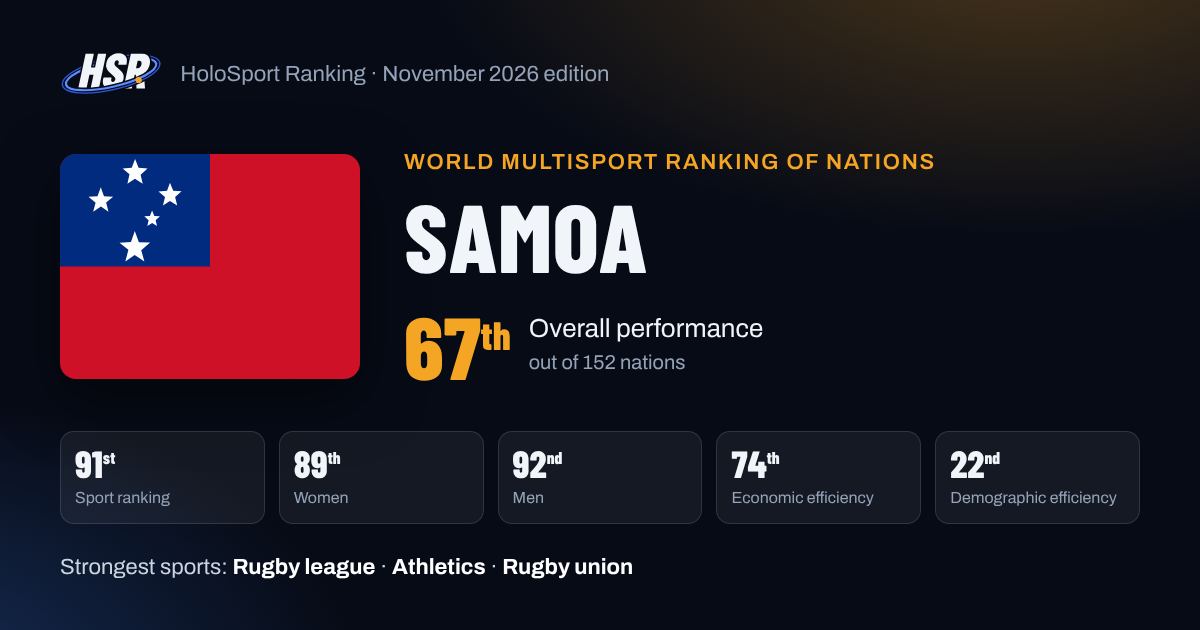 HSR
HoloSport Ranking · November 2026 edition
WORLD MULTISPORT RANKING OF NATIONS
SAMOA
67th Overall performance
out of 152 nations
91st
Sport ranking
89th
Women
92nd
Men
74th
Economic efficiency
22nd
Demographic efficiency
Strongest sports: Rugby league · Athletics · Rugby union